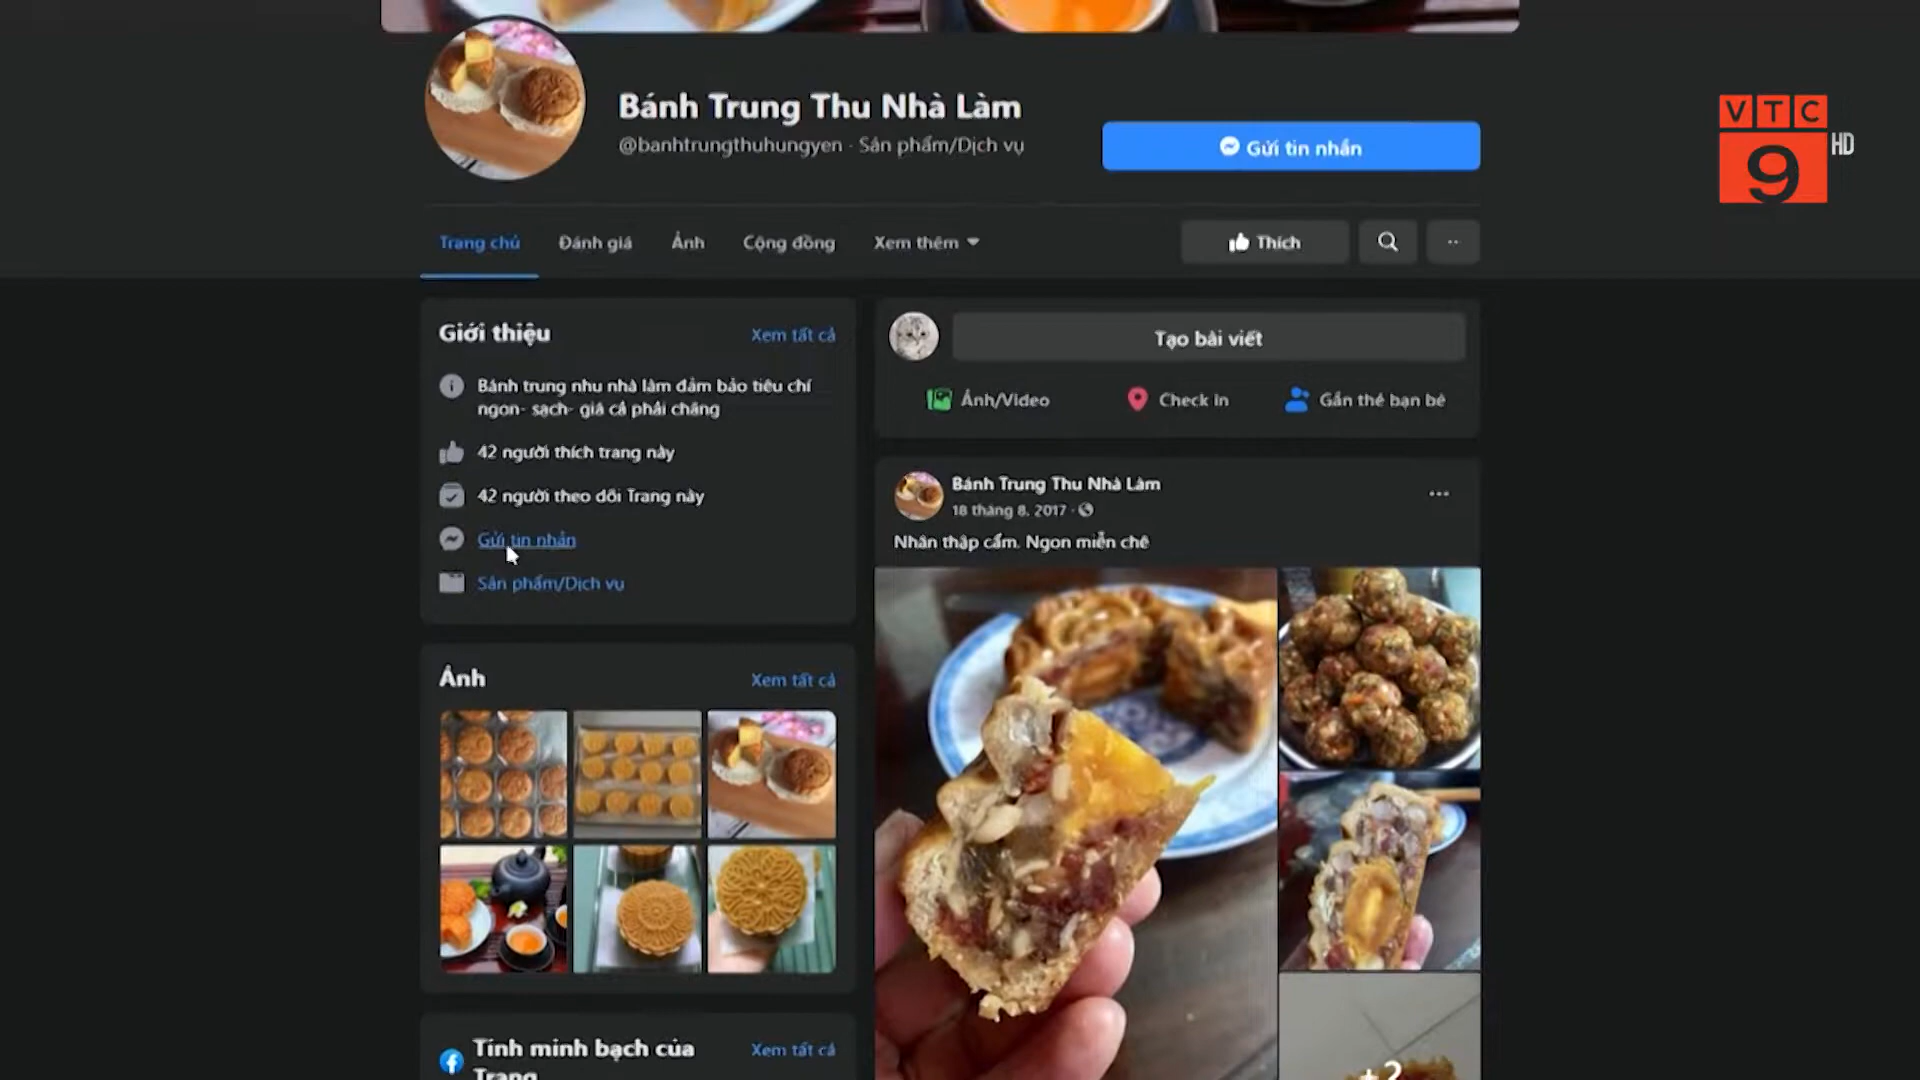 Bánh Trung Thu Nhà Làm
@banhtrungthuhungyen · Sản phẩm/Dịch vụ
Gửi tin nhắn
VTC
9
HD
Trang chủ
Đánh giá
Ảnh
Cộng đồng
Xem thêm
Thích
Giới thiệu
Xem tất cả
Bánh trung nhu nhà làm đảm bảo tiêu chí
ngon- sạch- giá cả phải chăng
42 người thích trang này
42 người theo dõi Trang này
Gửi tin nhắn
Sản phẩm/Dịch vụ
Ảnh
Xem tất cả
Tính minh bạch của
Trang
Xem tất cả
Tạo bài viết
Ảnh/Video
Check in
Gắn thẻ bạn bè
Bánh Trung Thu Nhà Làm
18 tháng 8, 2017 ·
Nhân thập cẩm. Ngon miễn chê
+2